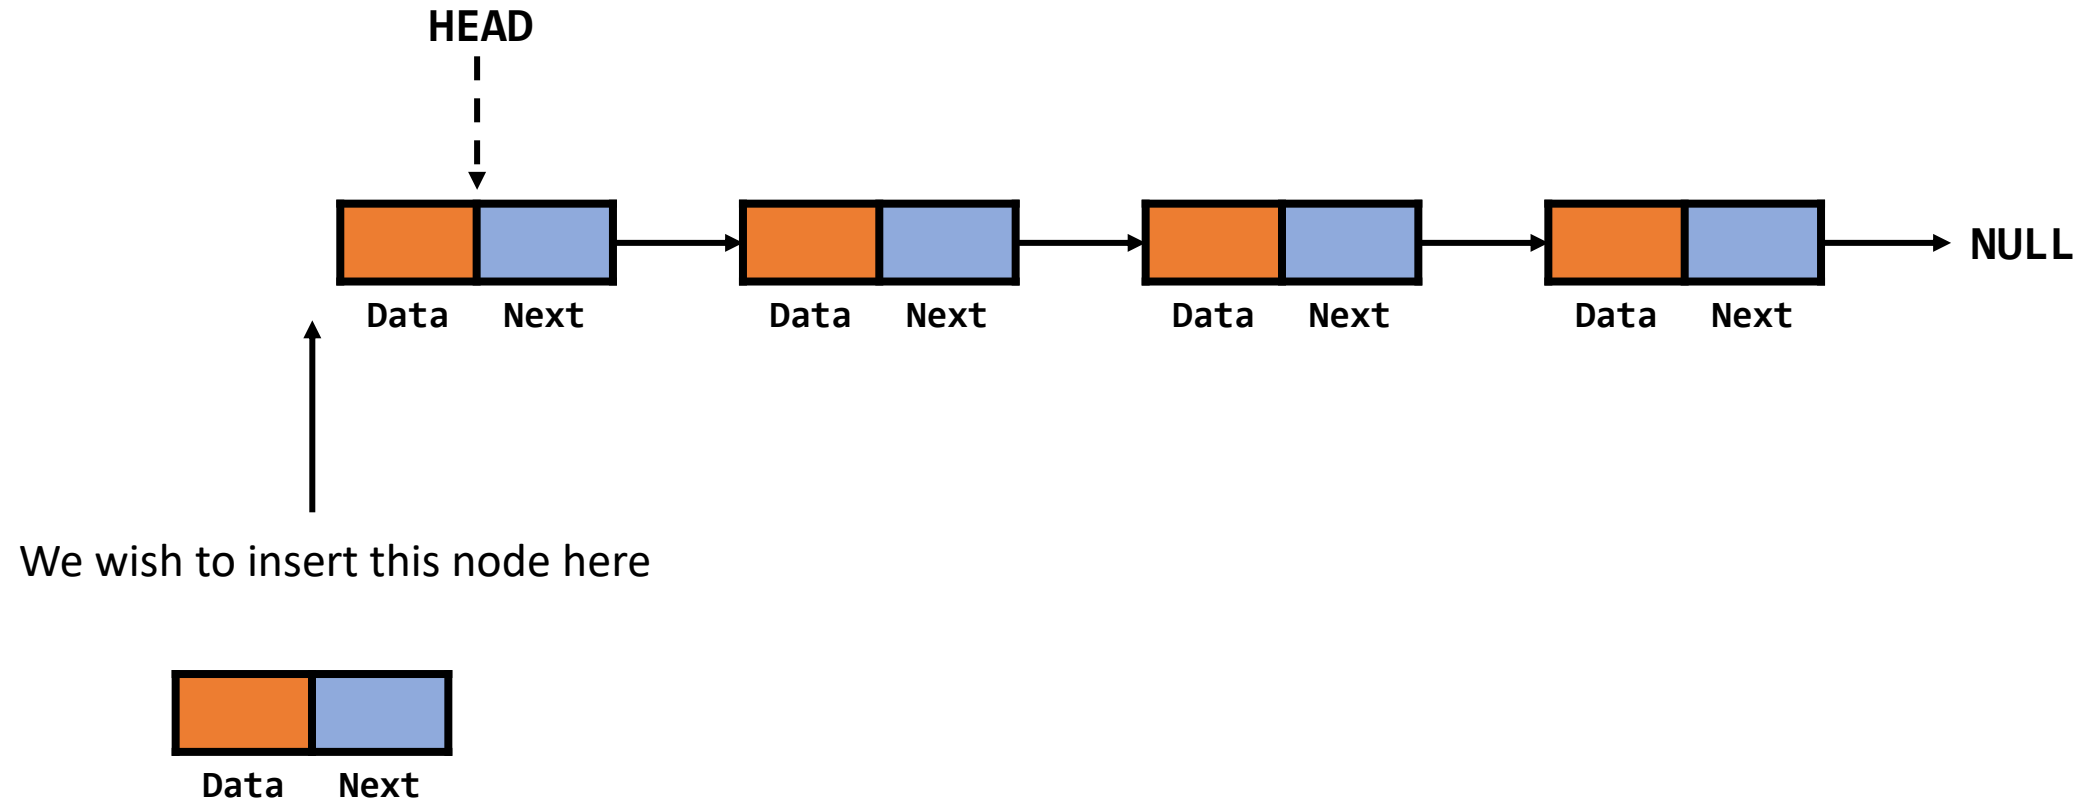 HEAD
NULL
Data Next Data Next Data Next Data Next
We wish to insert this node here
Data Next